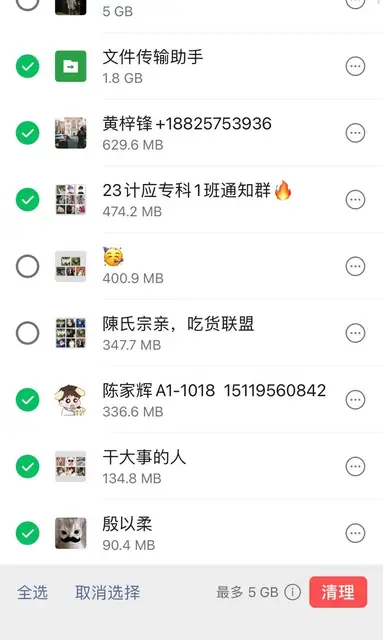 5 GB
文件传输助手
1.8 GB
黄梓锋+18825753936
629.6 MB
23计应专科1班通知群🔥
474.2 MB
🥳
400.9 MB
陳氏宗亲，吃货联盟
347.7 MB
陈家辉A1-1018 15119560842
336.6 MB
干大事的人
134.8 MB
殷以柔
90.4 MB
全选 取消选择 最多 5 GB 清理